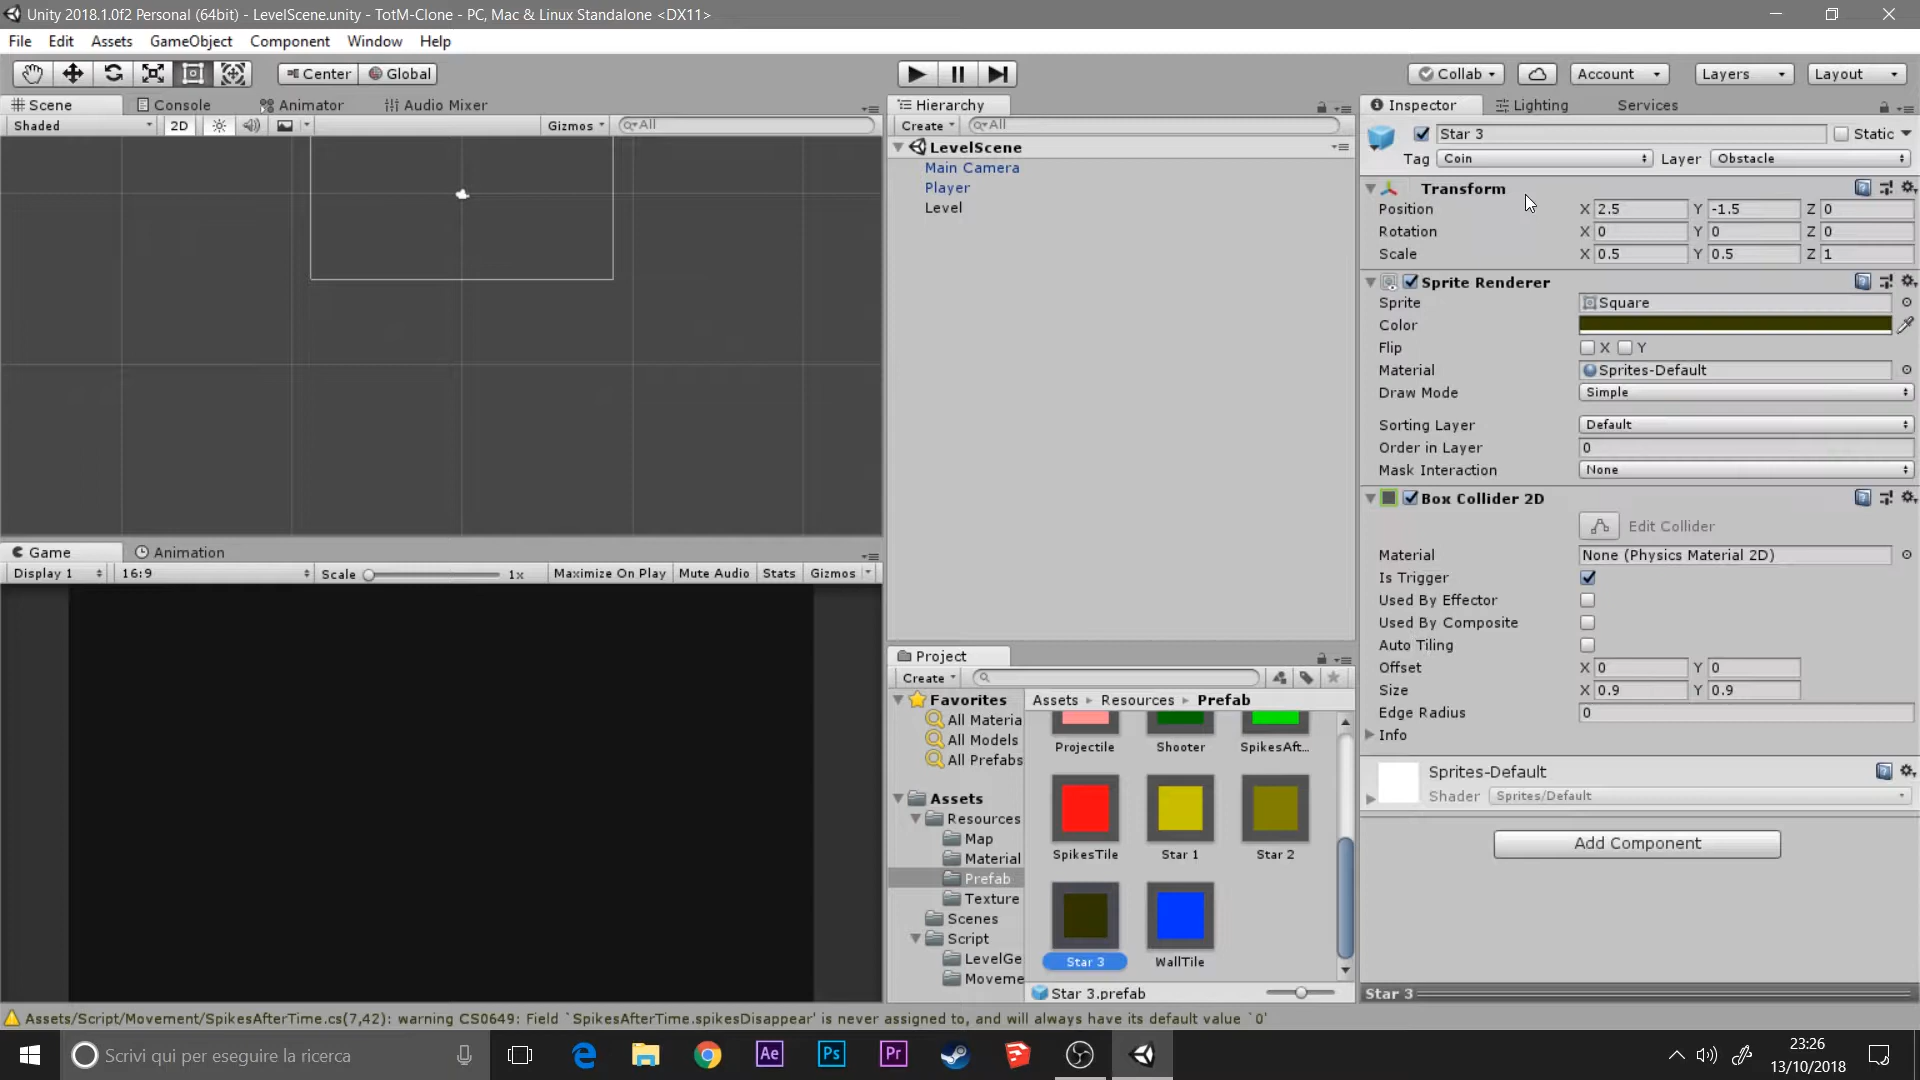 Unity 2018.1.0f2 Personal (64bit) - LevelScene.unity - TotM-Clone - PC, Mac & Linux Standalone <DX11>
File Edit Assets GameObject Component Window Help
Center Global Collab Account Layers Layout
Scene Console Animator Audio Mixer
Shaded 2D Gizmos All
Hierarchy
Create All
LevelScene
Main Camera
Player
Level
Inspector Lighting Services
Star 3 Static
Tag Coin Layer Obstacle
Transform
Position X 2.5 Y -1.5 Z 0
Rotation X 0 Y 0 Z 0
Scale X 0.5 Y 0.5 Z 1
Sprite Renderer
Sprite Square
Color
Flip X Y
Material Sprites-Default
Draw Mode Simple
Sorting Layer Default
Order in Layer 0
Mask Interaction None
Box Collider 2D
Edit Collider
Material None (Physics Material 2D)
Is Trigger
Used By Effector
Used By Composite
Auto Tiling
Offset X 0 Y 0
Size X 0.9 Y 0.9
Edge Radius 0
Info
Sprites-Default
Shader Sprites/Default
Add Component
Star 3
Game Animation
Display 1 16:9 Scale 1x Maximize On Play Mute Audio Stats Gizmos
Project
Create
Favorites
All Materia
All Models
All Prefabs
Assets
Resources
Map
Material
Prefab
Texture
Scenes
Script
LevelGe
Moveme
Assets Resources Prefab
Projectile Shooter SpikesAft...
SpikesTile Star 1 Star 2
Star 3 WallTile
Star 3.prefab
Assets/Script/Movement/SpikesAfterTime.cs(7,42): warning CS0649: Field `SpikesAfterTime.spikesDisappear' is never assigned to, and will always have its default value `0'
Scrivi qui per eseguire la ricerca
Ae Ps Pr
23:26
13/10/2018